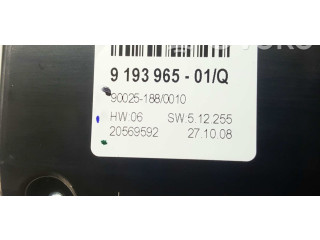 9 193 965 - 01/Q
90025-188/0010
HW:06 SW:5.12.255
20569592 27.10.08